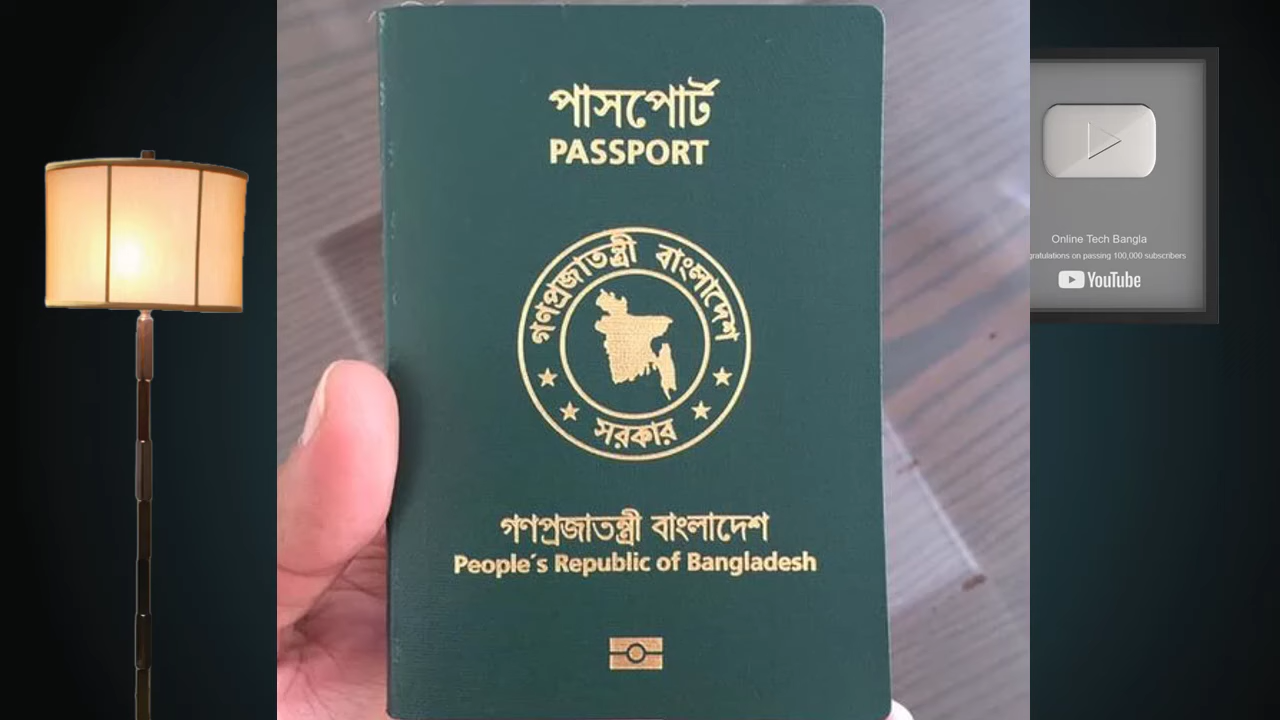 পাসপোর্ট
PASSPORT
গণপ্রজাতন্ত্রী বাংলাদেশ
সরকার
গণপ্রজাতন্ত্রী বাংলাদেশ
People´s Republic of Bangladesh
Online Tech Bangla
gratulations on passing 100,000 subscribers
YouTube